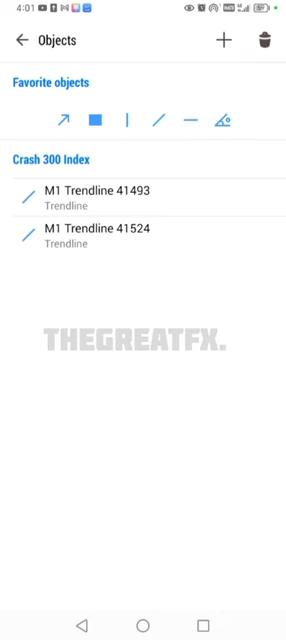 4:01
Objects
Favorite objects
Crash 300 Index
M1 Trendline 41493
Trendline
M1 Trendline 41524
Trendline
THEGREATFX.